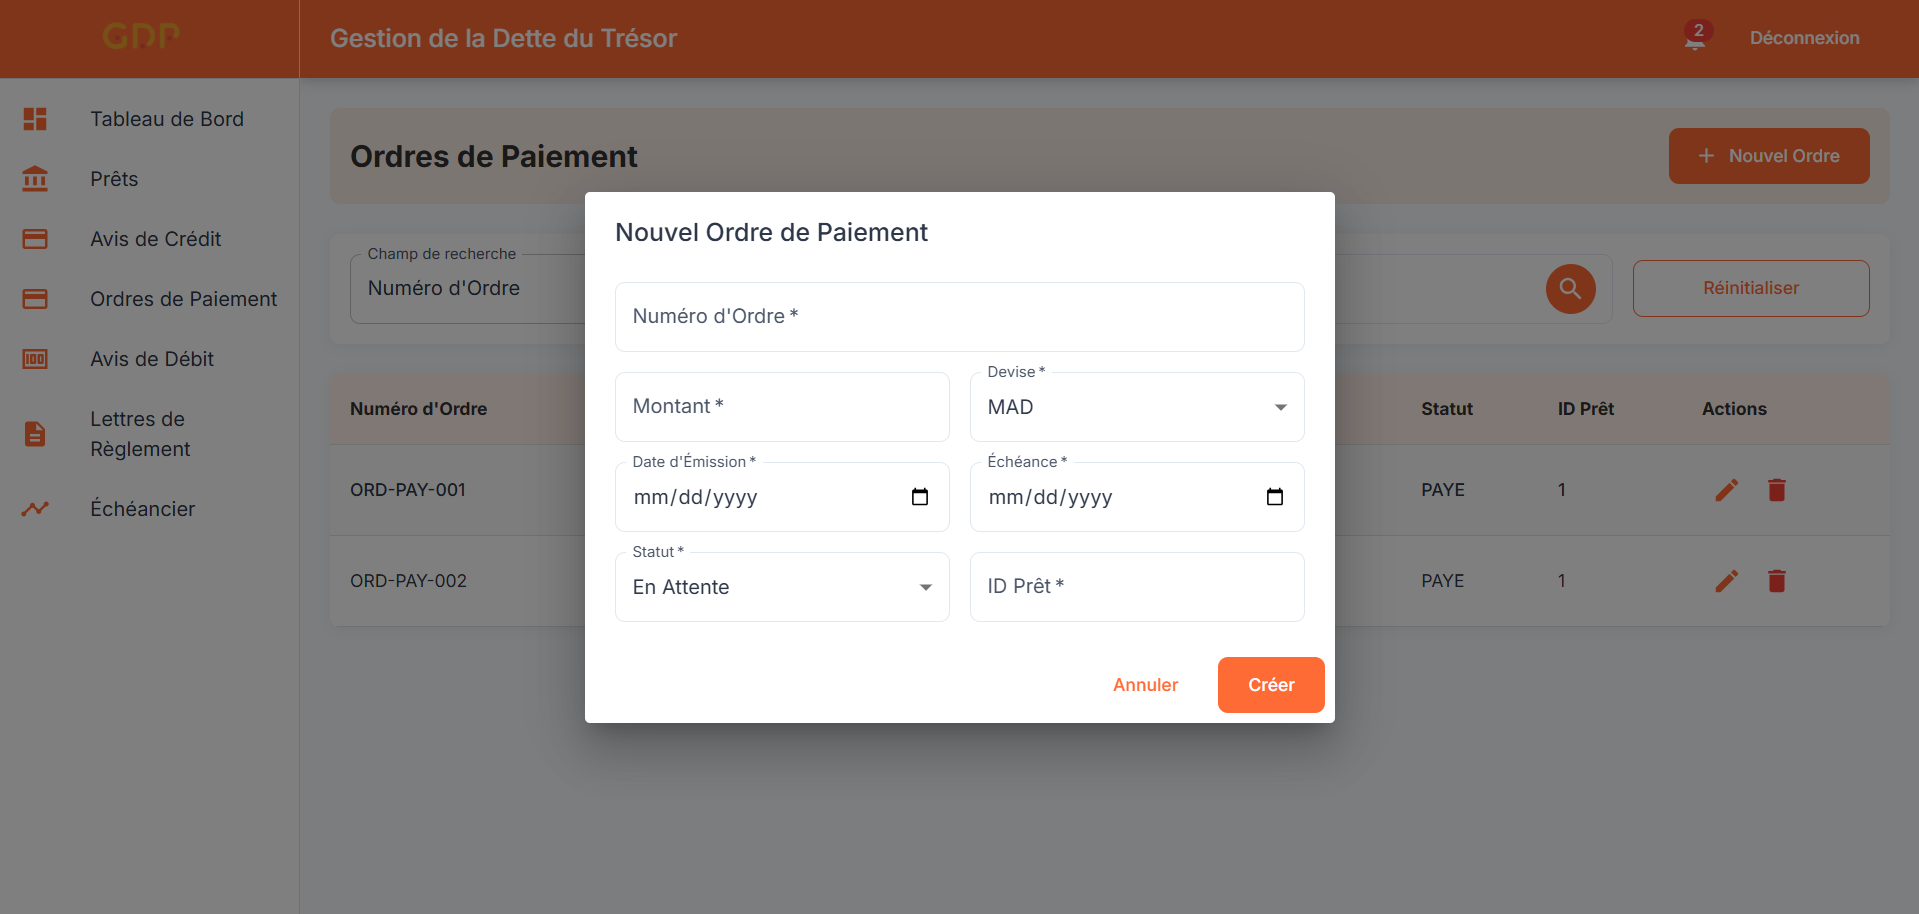 GDP
Gestion de la Dette du Trésor
2
Déconnexion
Tableau de Bord
Prêts
Avis de Crédit
Ordres de Paiement
Avis de Débit
Lettres de
Règlement
Échéancier
Ordres de Paiement
+ Nouvel Ordre
Champ de recherche
Numéro d'Ordre
Réinitialiser
Numéro d'Ordre
Statut
ID Prêt
Actions
ORD-PAY-001
PAYE
1
ORD-PAY-002
PAYE
1
Nouvel Ordre de Paiement
Numéro d'Ordre *
Montant *
Devise *
MAD
Date d'Émission *
mm/dd/yyyy
Échéance *
mm/dd/yyyy
Statut *
En Attente
ID Prêt *
Annuler
Créer